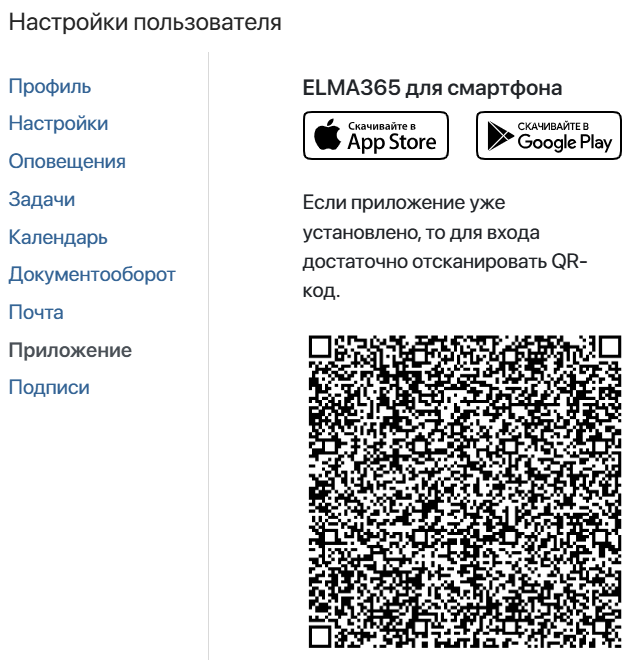 Настройки пользователя
Профиль
Настройки
Оповещения
Задачи
Календарь
Документооборот
Почта
Приложение
Подписи
ELMA365 для смартфона
Скачивайте в
App Store
СКАЧИВАЙТЕ В
Google Play
Если приложение уже
установлено, то для входа
достаточно отсканировать QR-
код.